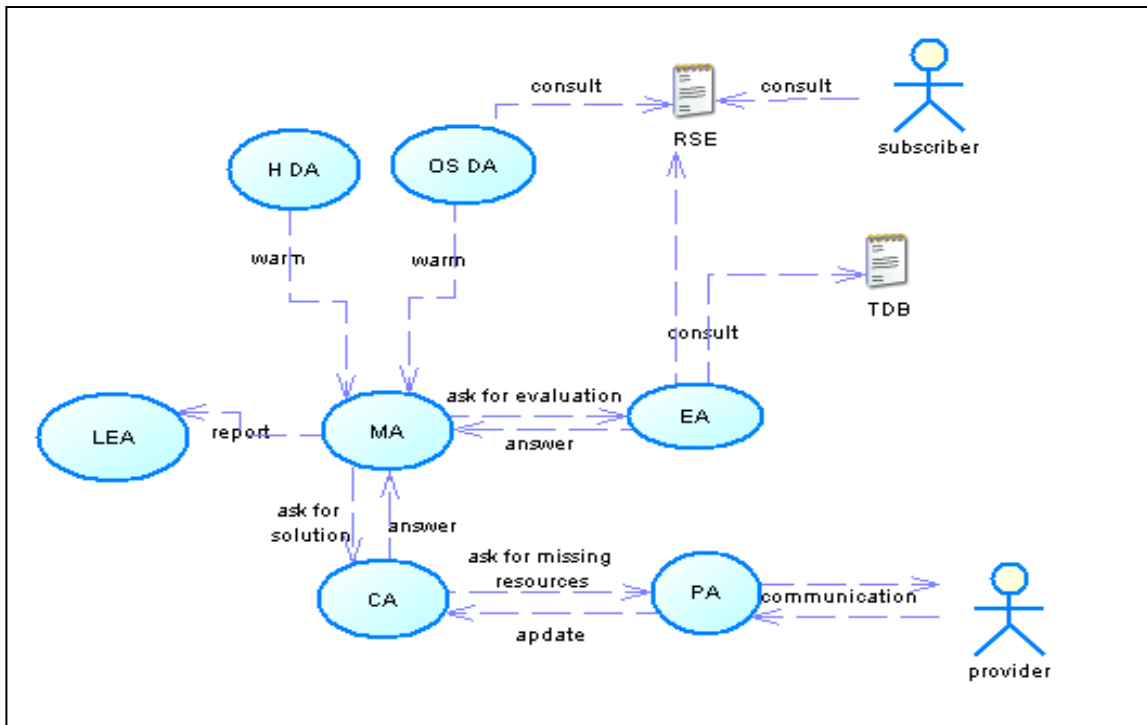 consult
consult
RSE
subscriber
H DA
OS DA
warm
warm
TDB
consult
ask for evaluation
LEA
report
MA
EA
answer
ask for
solution
answer
ask for missing
resources
CA
PA
communication
apdate
provider